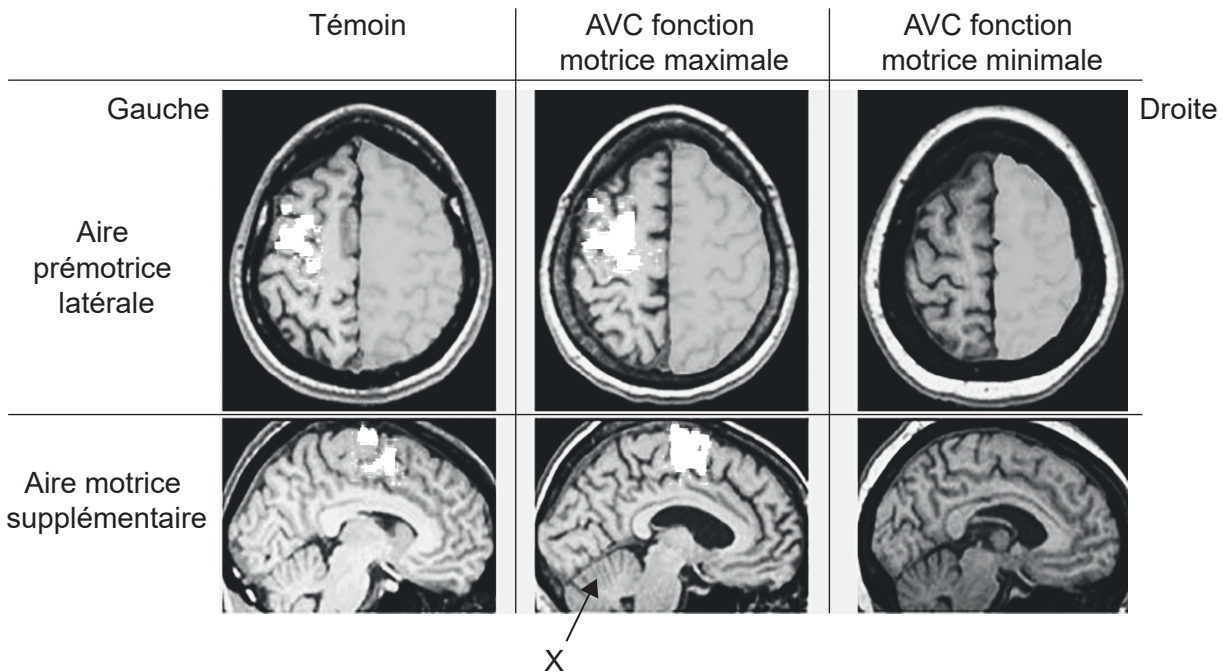 Témoin
AVC fonction
motrice maximale
AVC fonction
motrice minimale
Gauche
Droite
Aire
prémotrice
latérale
Aire motrice
supplémentaire
X